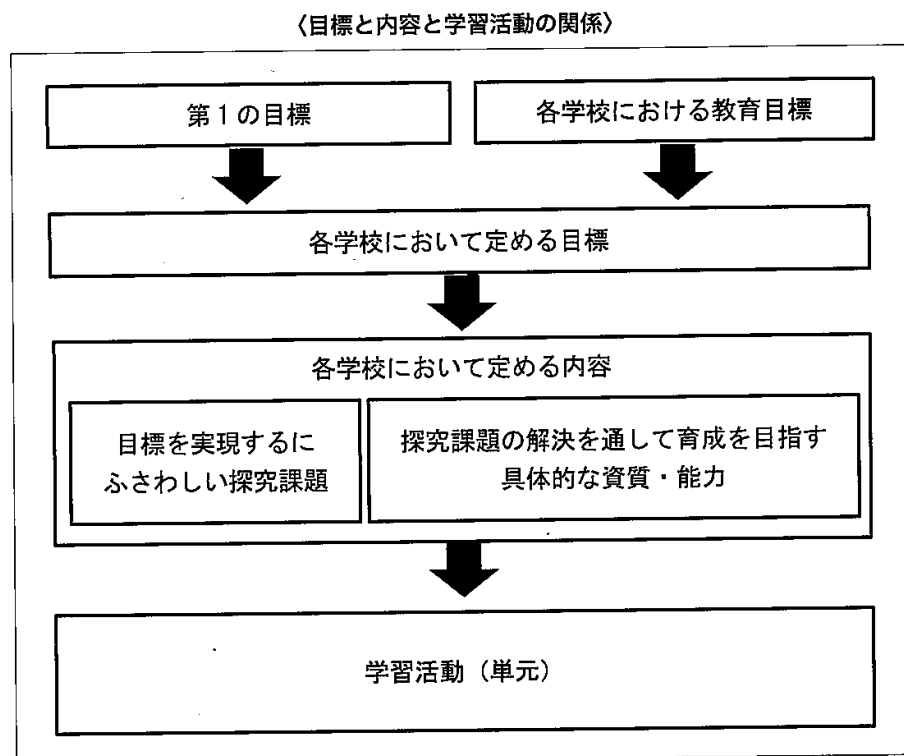 〈目標と内容と学習活動の関係〉
第1の目標
各学校における教育目標
各学校において定める目標
各学校において定める内容
目標を実現するに
ふさわしい探究課題
探究課題の解決を通して育成を目指す
具体的な資質・能力
学習活動（単元）